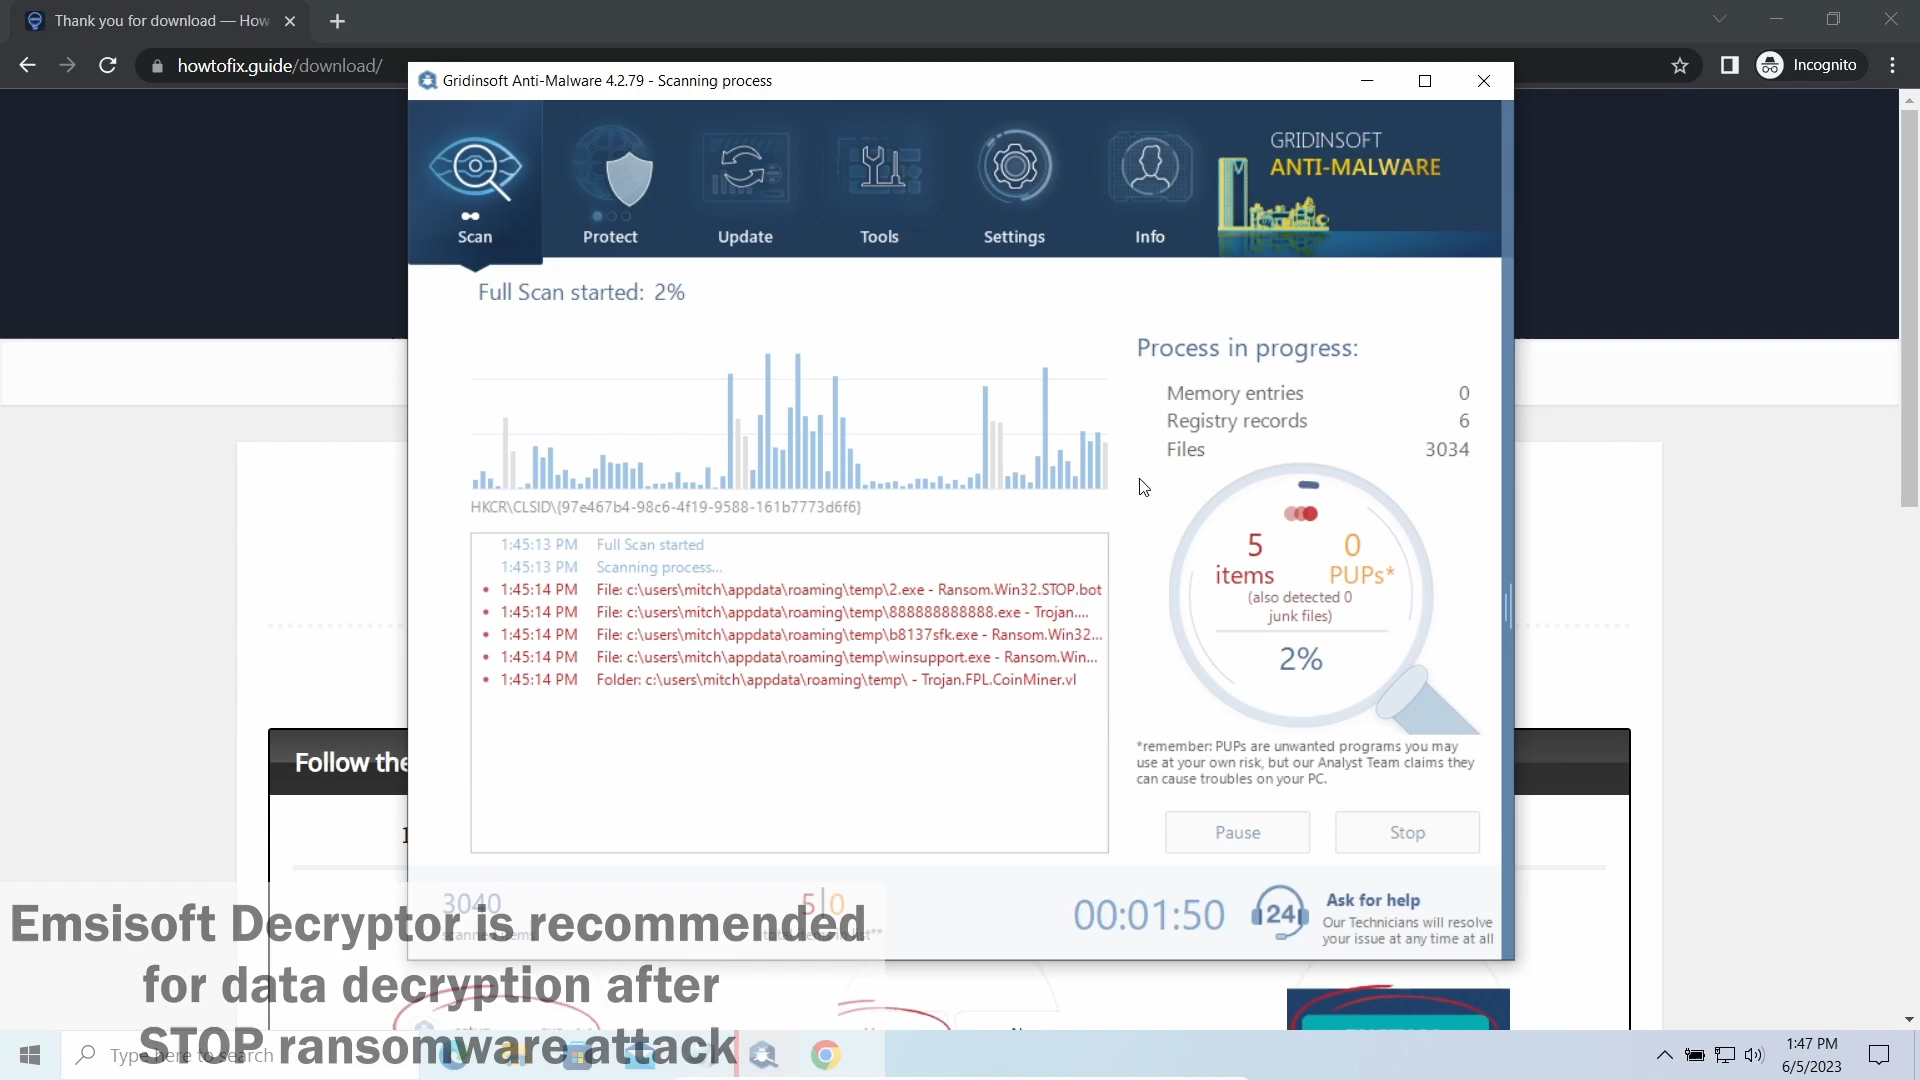 Thank you for download — How
howtofix.guide/download/
Incognito
Gridinsoft Anti-Malware 4.2.79 - Scanning process
Scan
Protect
Update
Tools
Settings
Info
GRIDINSOFT
ANTI-MALWARE
Full Scan started: 2%
Process in progress:
Memory entries 0
Registry records 6
Files 3034
HKCR\CLSID\{97e467b4-98c6-4f19-9588-161b7773d6f6}
1:45:13 PM Full Scan started
1:45:13 PM Scanning process...
• 1:45:14 PM File: c:\users\mitch\appdata\roaming\temp\2.exe - Ransom.Win32.STOP.bot
• 1:45:14 PM File: c:\users\mitch\appdata\roaming\temp\888888888888.exe - Trojan....
• 1:45:14 PM File: c:\users\mitch\appdata\roaming\temp\b8137sfk.exe - Ransom.Win32...
• 1:45:14 PM File: c:\users\mitch\appdata\roaming\temp\winsupport.exe - Ransom.Win...
• 1:45:14 PM Folder: c:\users\mitch\appdata\roaming\temp\ - Trojan.FPL.CoinMiner.vl
5 items
0 PUPs*
(also detected 0
junk files)
2%
*remember: PUPs are unwanted programs you may
use at your own risk, but our Analyst Team claims they
can cause troubles on your PC.
Pause
Stop
Follow the
3040
5|0
00:01:50
24
Ask for help
Our Technicians will resolve
your issue at any time at all
Emsisoft Decryptor is recommended
for data decryption after
STOP ransomware attack
Type here to search
1:47 PM
6/5/2023